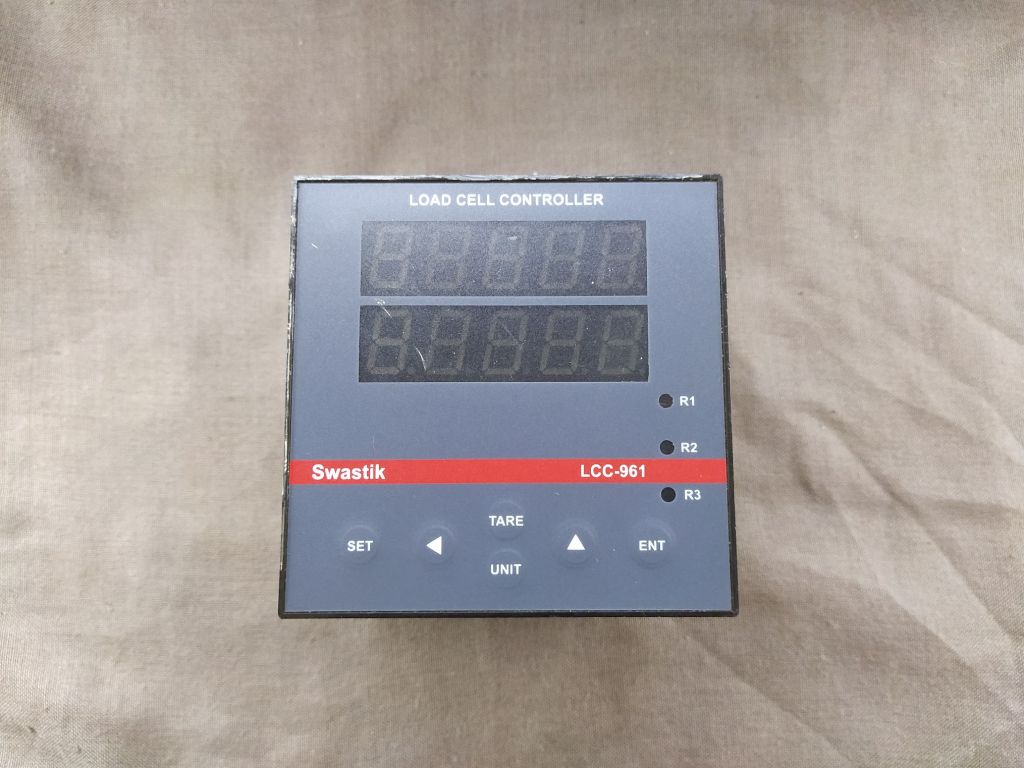 LOAD CELL CONTROLLER
R1
R2
Swastik LCC-961
R3
TARE
SET ENT
UNIT